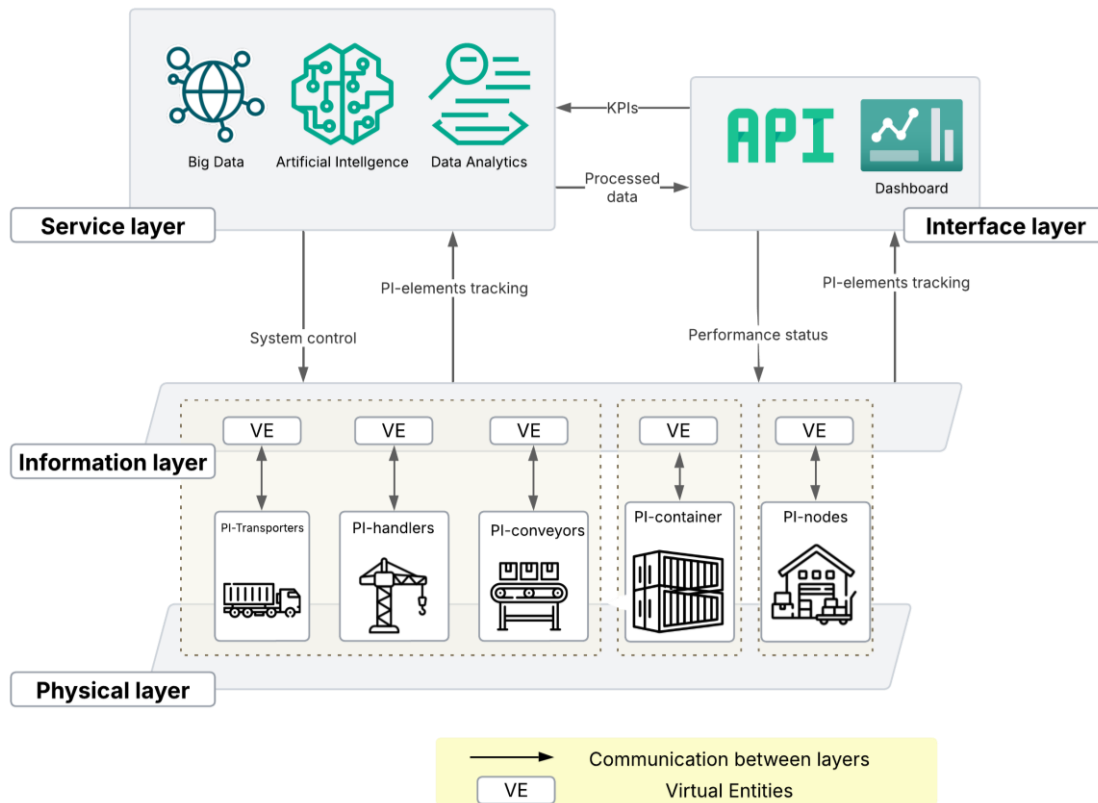 Big Data
Artificial Intellgence
Data Analytics
Service layer
KPIs
Processed
data
API
Dashboard
Interface layer
PI-elements tracking
System control
PI-elements tracking
Performance status
VE
VE
VE
VE
VE
Information layer
PI-Transporters
PI-handlers
PI-conveyors
PI-container
PI-nodes
Physical layer
Communication between layers
VE
Virtual Entities